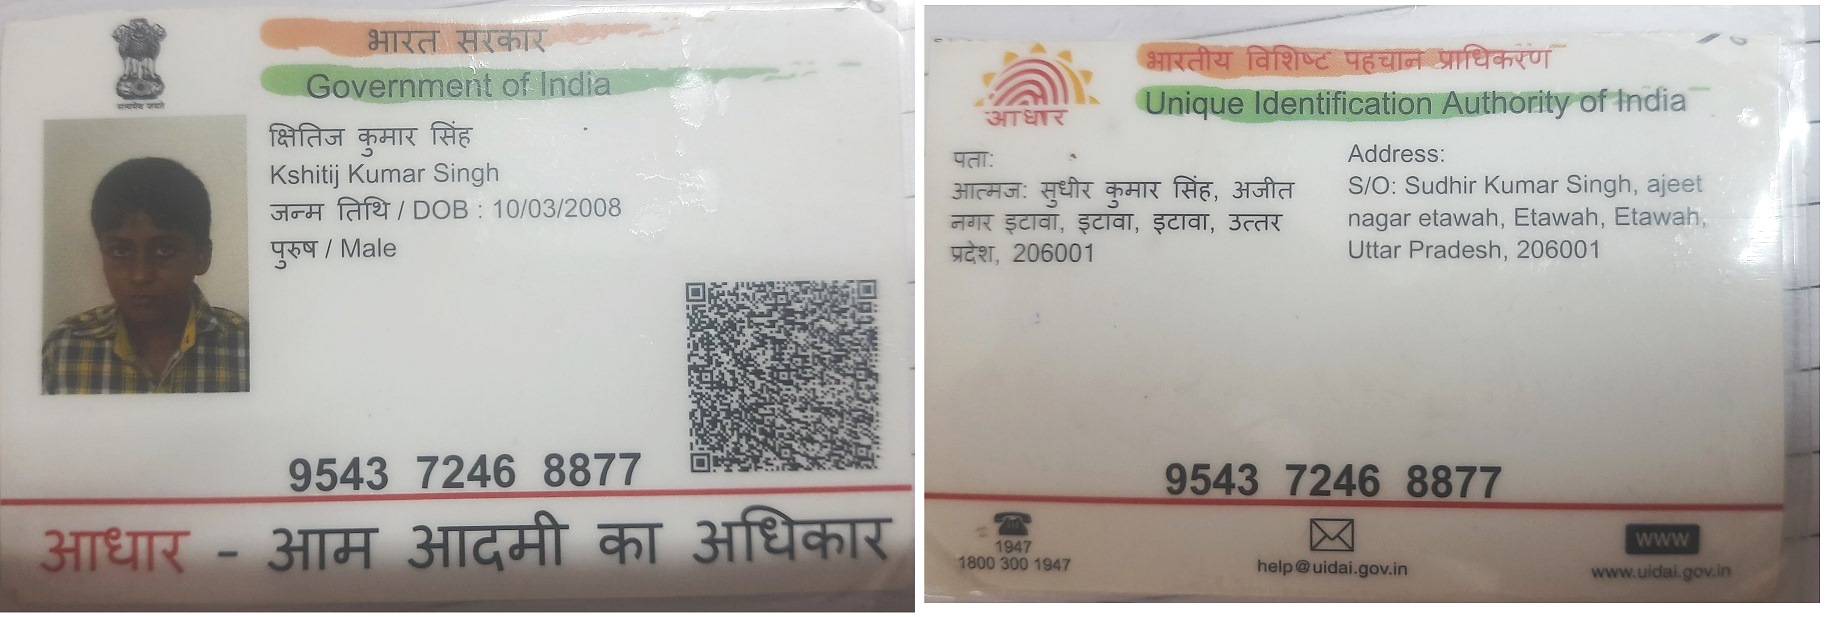 भारत सरकार
Government of India
सत्यमेव जयते
क्षितिज कुमार सिंह
Kshitij Kumar Singh
जन्म तिथि / DOB : 10/03/2008
पुरुष / Male
9543 7246 8877
आधार - आम आदमी का अधिकार
भारतीय विशिष्ट पहचान प्राधिकरण
Unique Identification Authority of India
आधार
पता:
आत्मज: सुधीर कुमार सिंह, अजीत
नगर इटावा, इटावा, इटावा, उत्तर
प्रदेश, 206001
Address:
S/O: Sudhir Kumar Singh, ajeet
nagar etawah, Etawah, Etawah,
Uttar Pradesh, 206001
9543 7246 8877
1947
1800 300 1947
help@uidai.gov.in
WWW
www.uidai.gov.in